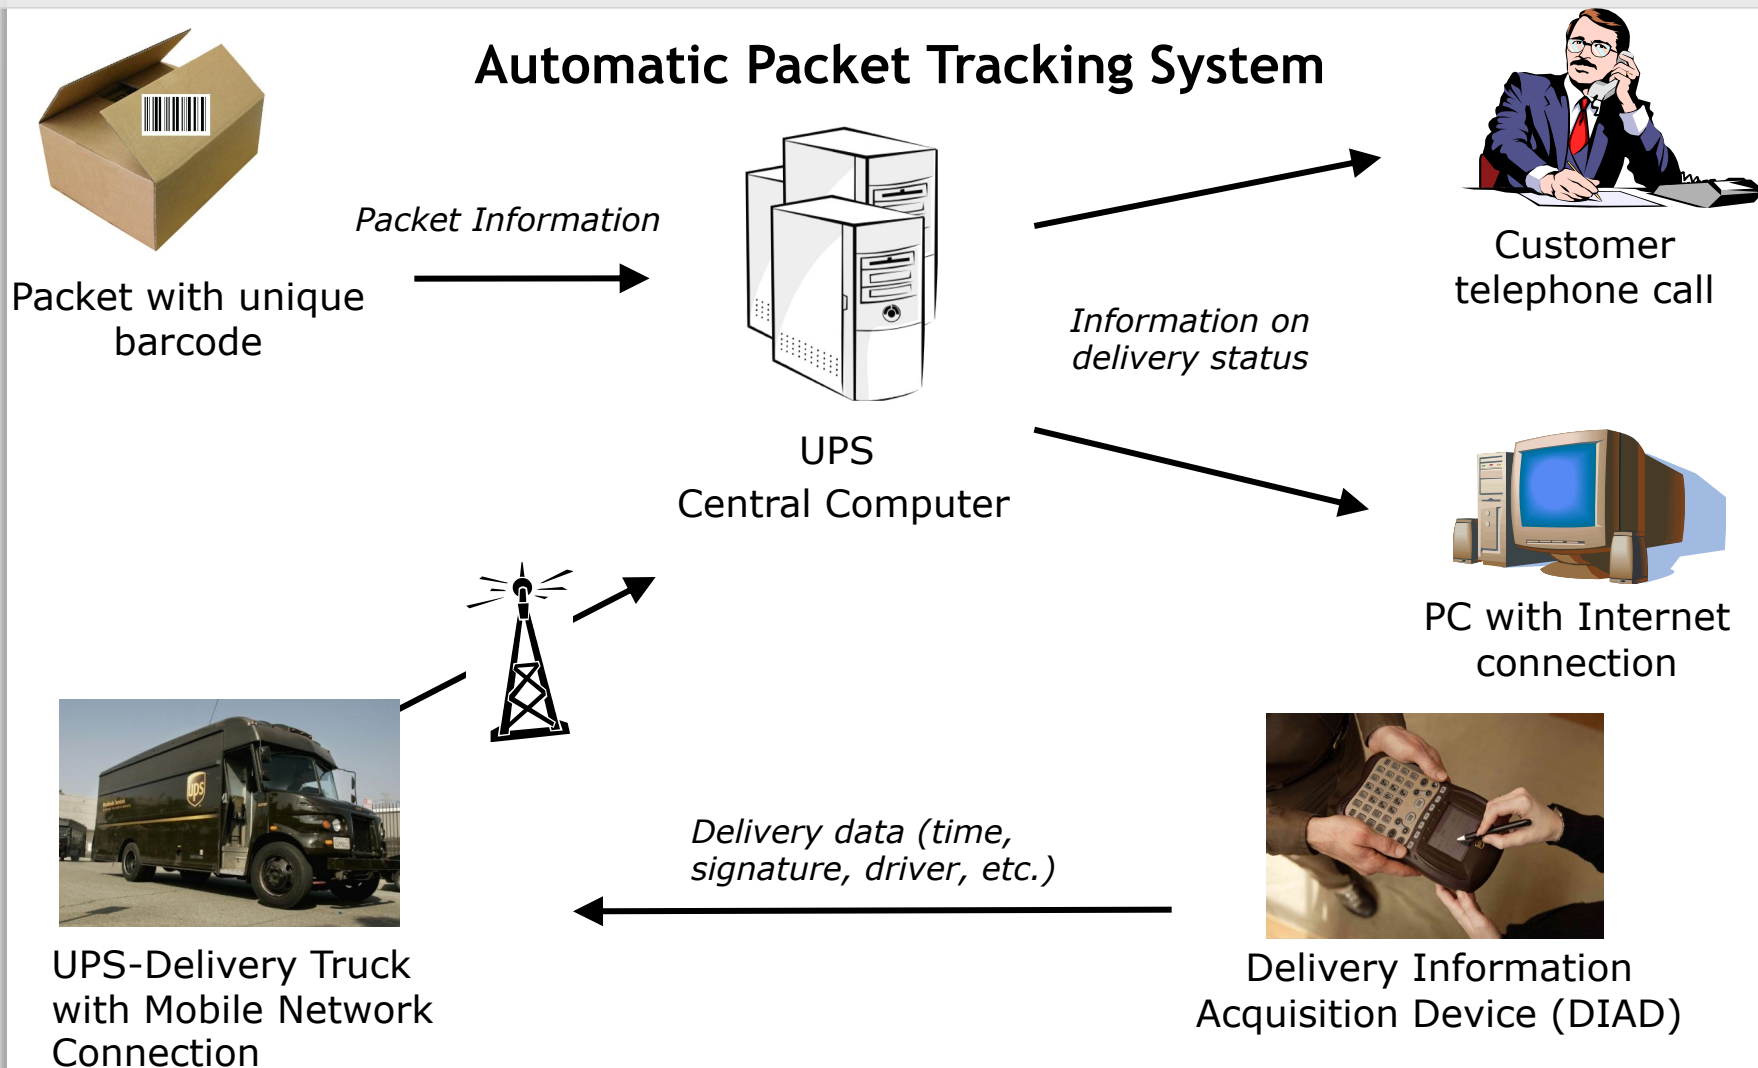 Automatic Packet Tracking System
Packet Information
Packet with unique
barcode
UPS
Central Computer
Information on
delivery status
Customer
telephone call
PC with Internet
connection
ups
Delivery data (time,
signature, driver, etc.)
UPS-Delivery Truck
with Mobile Network
Connection
Delivery Information
Acquisition Device (DIAD)